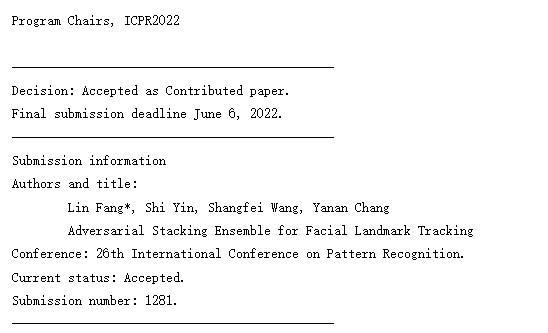 Program Chairs, ICPR2022
Decision: Accepted as Contributed paper.
Final submission deadline June 6, 2022.
Submission information
Authors and title:
Lin Fang*, Shi Yin, Shangfei Wang, Yanan Chang
Adversarial Stacking Ensemble for Facial Landmark Tracking
Conference: 26th International Conference on Pattern Recognition.
Current status: Accepted.
Submission number: 1281.